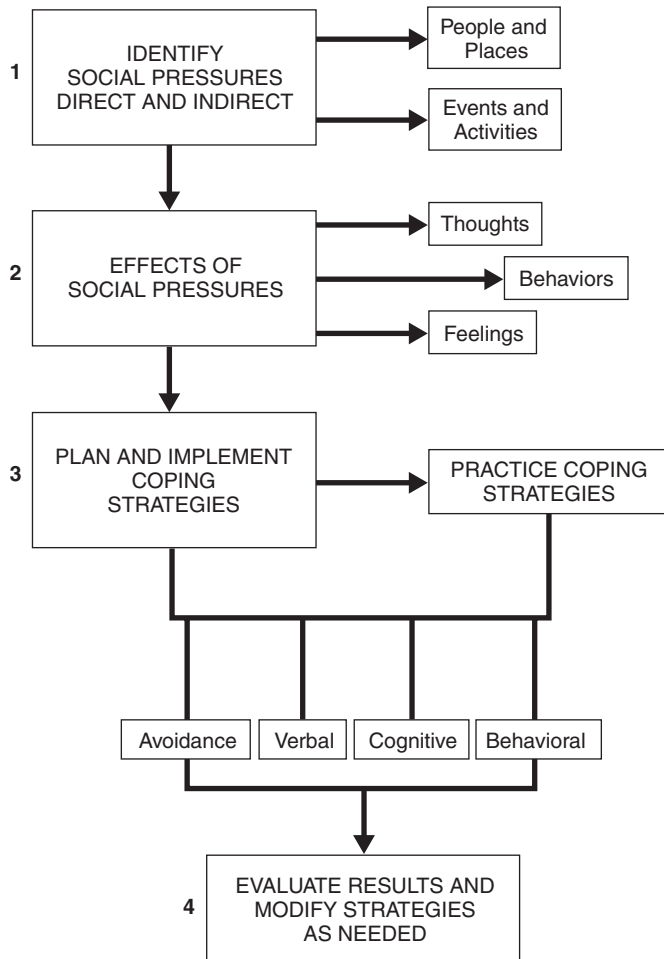 1
IDENTIFY
SOCIAL PRESSURES
DIRECT AND INDIRECT
People and
Places
Events and
Activities
2
EFFECTS OF
SOCIAL PRESSURES
Thoughts
Behaviors
Feelings
3
PLAN AND IMPLEMENT
COPING
STRATEGIES
PRACTICE COPING
STRATEGIES
Avoidance
Verbal
Cognitive
Behavioral
4
EVALUATE RESULTS AND
MODIFY STRATEGIES
AS NEEDED